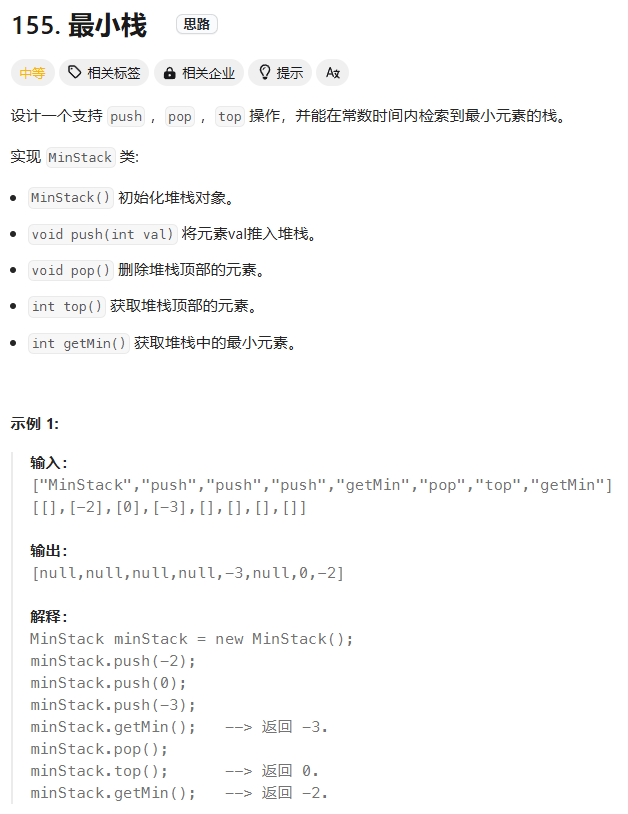 155. 最小栈 思路
中等 相关标签 相关企业 提示 Aあ
设计一个支持 push ，pop ，top 操作，并能在常数时间内检索到最小元素的栈。
实现 MinStack 类:
• MinStack() 初始化堆栈对象。
• void push(int val) 将元素val推入堆栈。
• void pop() 删除堆栈顶部的元素。
• int top() 获取堆栈顶部的元素。
• int getMin() 获取堆栈中的最小元素。
示例 1:
输入：
["MinStack","push","push","push","getMin","pop","top","getMin"]
[[],[-2],[0],[-3],[],[],[],[]]
输出：
[null,null,null,null,-3,null,0,-2]
解释：
MinStack minStack = new MinStack();
minStack.push(-2);
minStack.push(0);
minStack.push(-3);
minStack.getMin();   --> 返回 -3.
minStack.pop();
minStack.top();      --> 返回 0.
minStack.getMin();   --> 返回 -2.